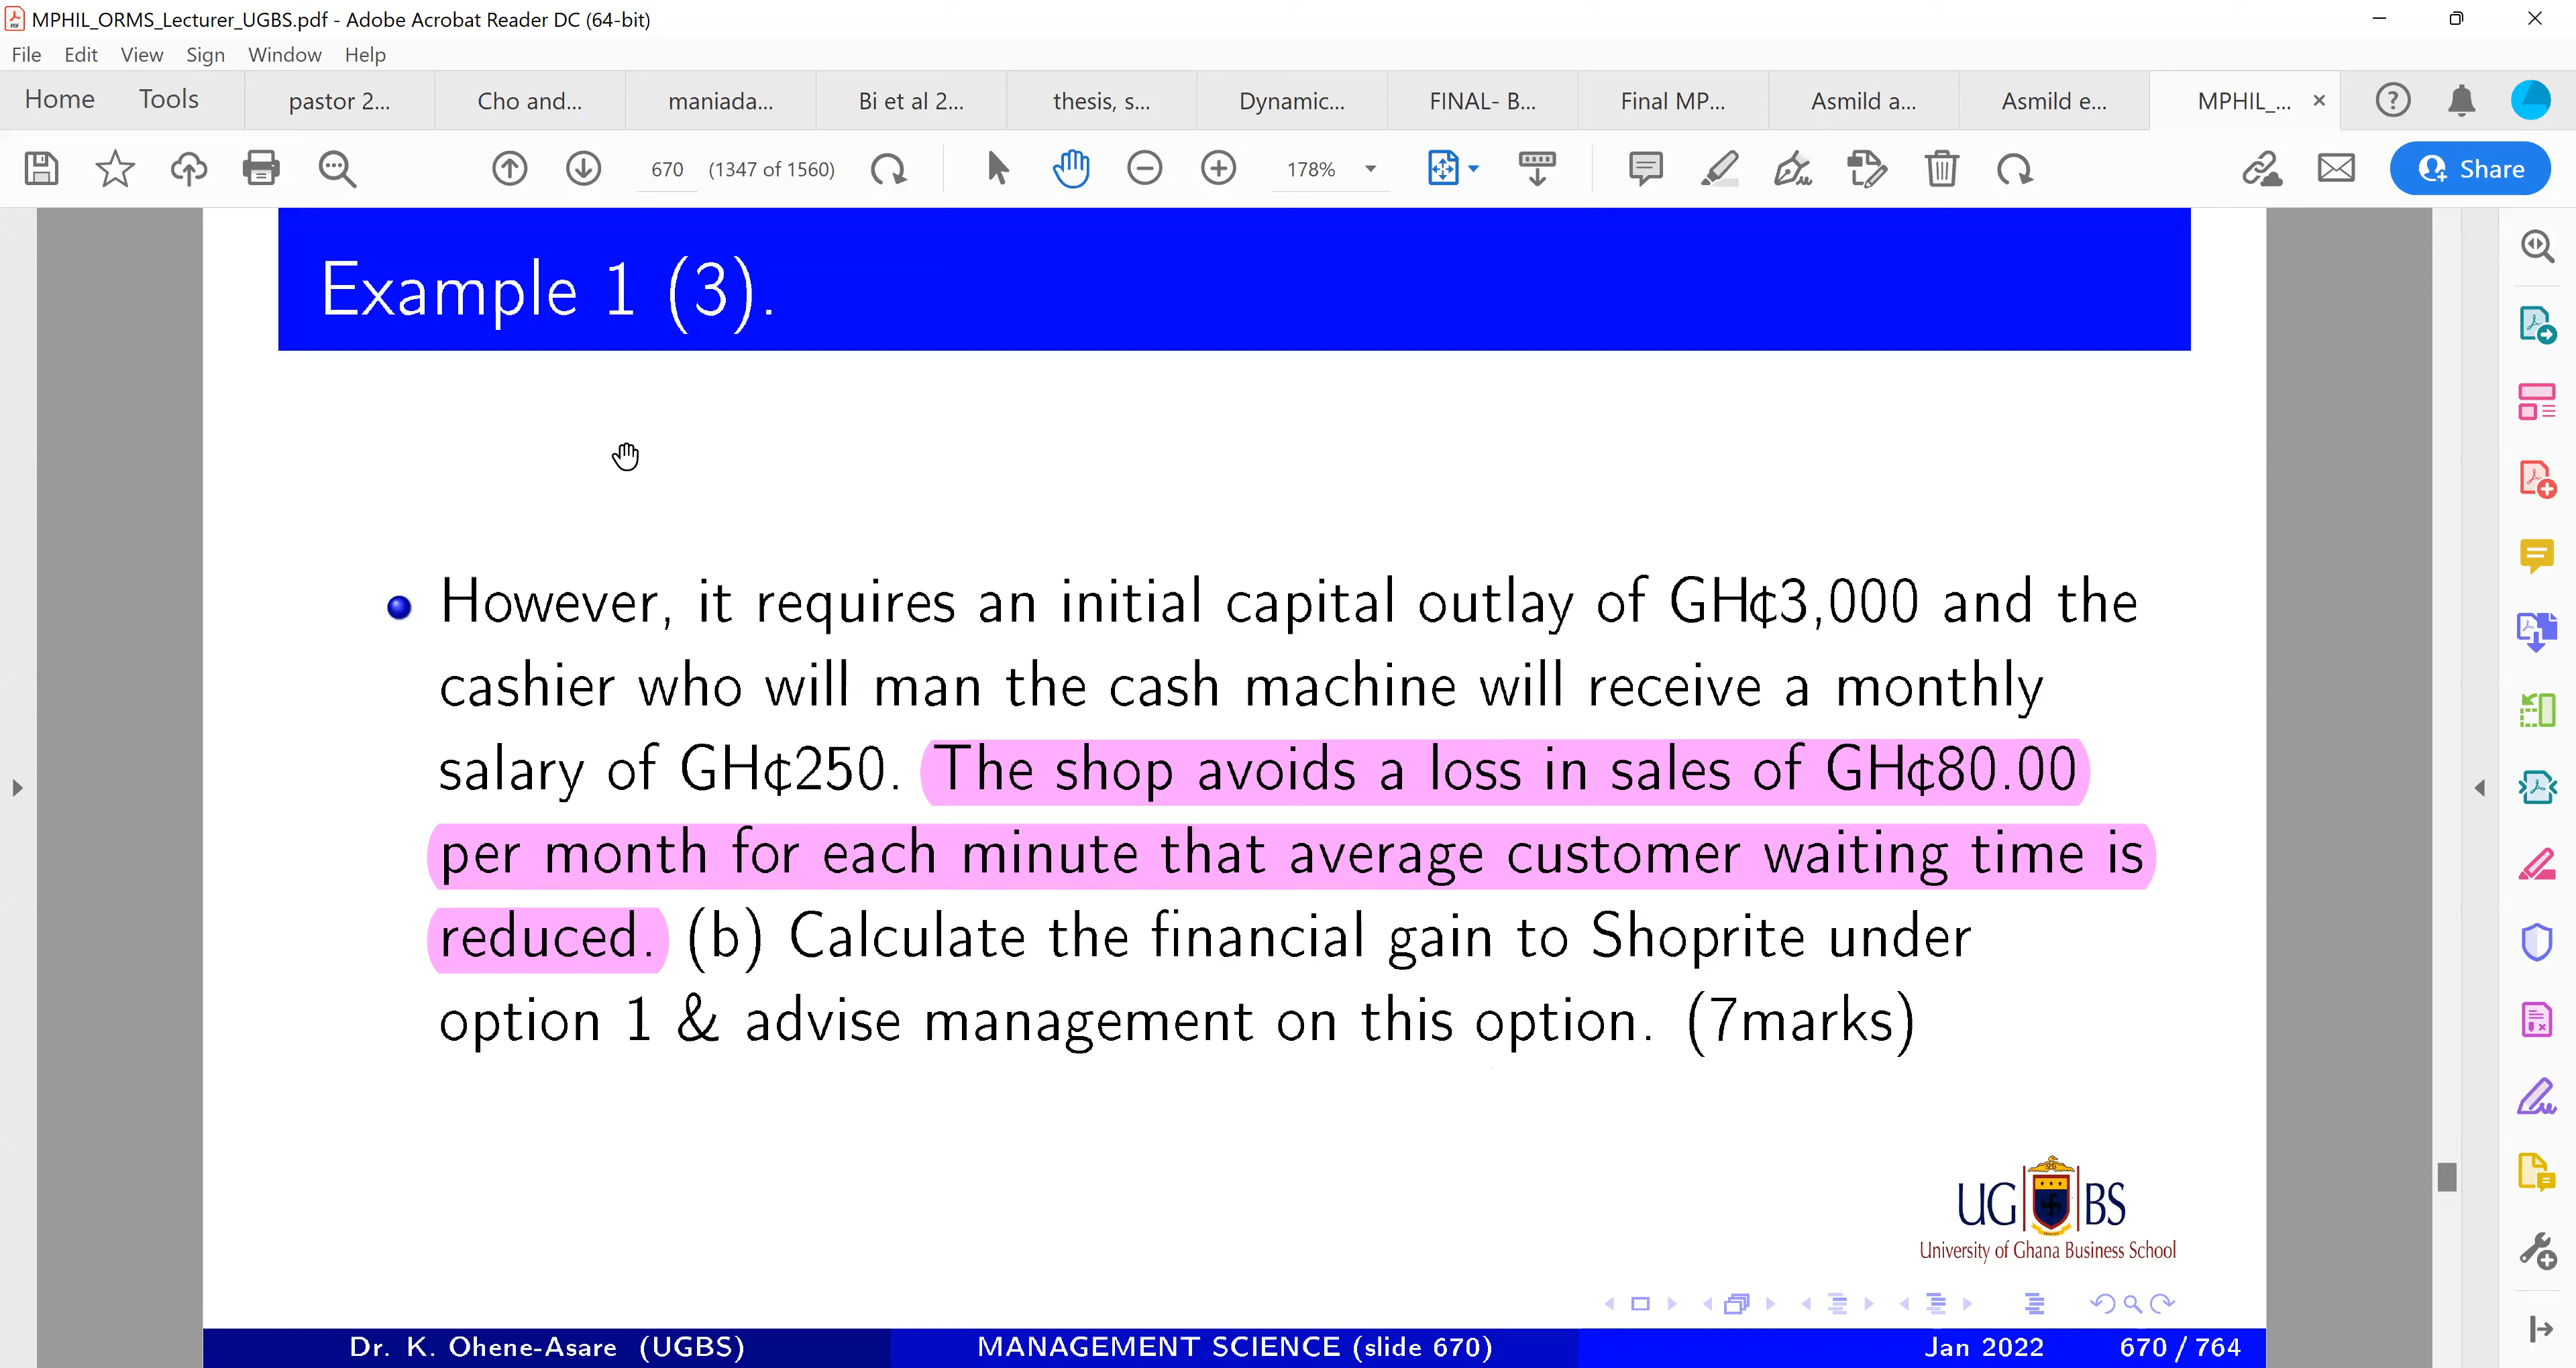 MPHIL_ORMS_Lecturer_UGBS.pdf - Adobe Acrobat Reader DC (64-bit)
File Edit View Sign Window Help
Home Tools pastor 2... Cho and... maniada... Bi et al 2... thesis, s... Dynamic... FINAL- B... Final MP... Asmild a... Asmild e... MPHIL_...
670 (1347 of 1560) 178% Share
Example 1 (3).
However, it requires an initial capital outlay of GH¢3,000 and the
cashier who will man the cash machine will receive a monthly
salary of GH¢250. The shop avoids a loss in sales of GH¢80.00
per month for each minute that average customer waiting time is
reduced. (b) Calculate the financial gain to Shoprite under
option 1 & advise management on this option. (7marks)
UG BS
University of Ghana Business School
Dr. K. Ohene-Asare (UGBS) MANAGEMENT SCIENCE (slide 670) Jan 2022 670 / 764